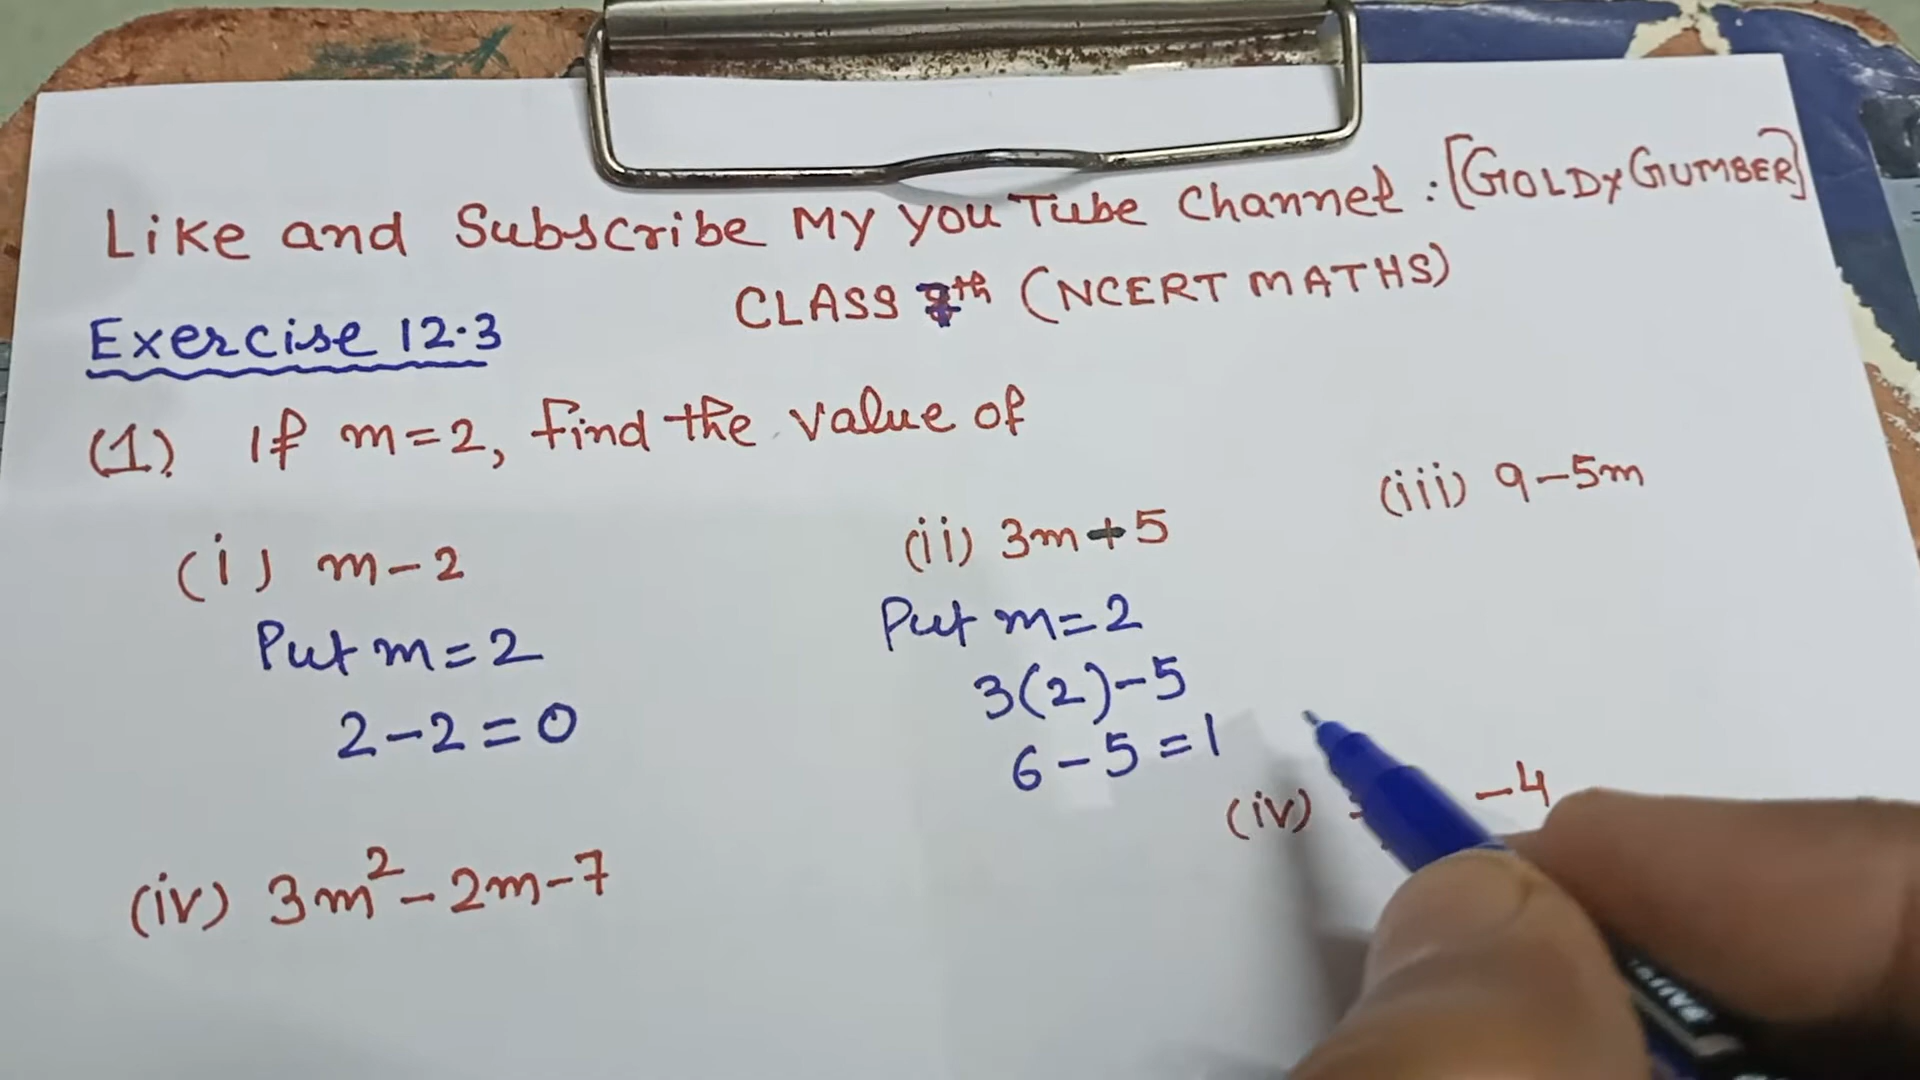 Like and Subscribe My YouTube Channel : [GOLDY GUMBER]
CLASS 7th (NCERT MATHS)
Exercise 12.3
(1) If m=2, find the value of
(i) m-2
Put m=2
2-2=0
(ii) 3m+5
Put m=2
3(2)-5
6-5=1
(iii) 9-5m
(iv) 3m²-2m-7
(iv) -4